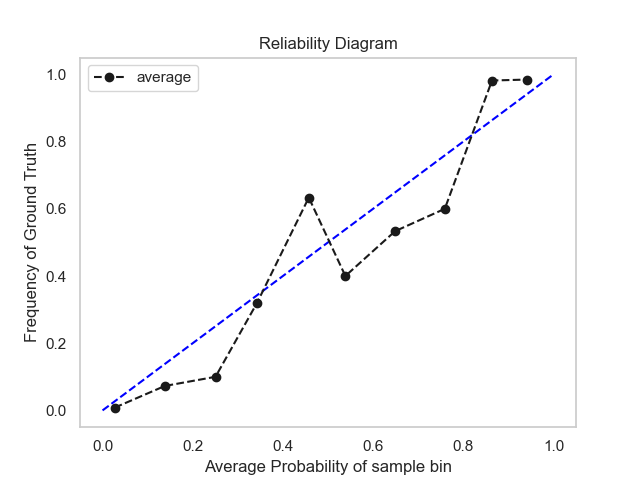 Reliability Diagram
average
Frequency of Ground Truth
1.0
0.8
0.6
0.4
0.2
0.0
0.0 0.2 0.4 0.6 0.8 1.0
Average Probability of sample bin